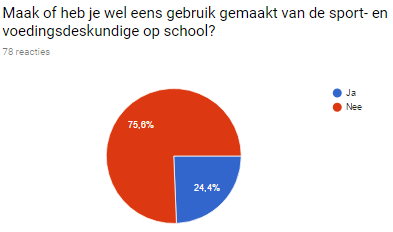 Maak of heb je wel eens gebruik gemaakt van de sport- en
voedingsdeskundige op school?
78 reacties
Ja
Nee
75,6%
24,4%